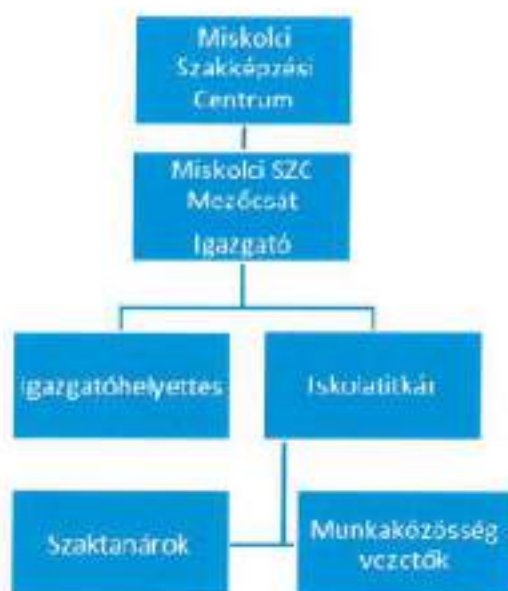 Miskolci
Szakképzési
Centrum
Miskolci SZC
Mezőcsát
Igazgató
Igazgatóhelyettes
Iskolatitkár
Szaktanárok
Munkaközösség
vezetők